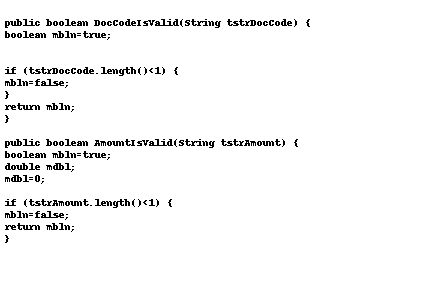 public boolean DocCodeIsValid(String tstrDocCode) {
boolean mbln=true;
if (tstrDocCode.length()<1) {
mbln=false;
}
return mbln;
}
public boolean AmountIsValid(String tstrAmount) {
boolean mbln=true;
double mdbl;
mdbl=0;
if (tstrAmount.length()<1) {
mbln=false;
return mbln;
}